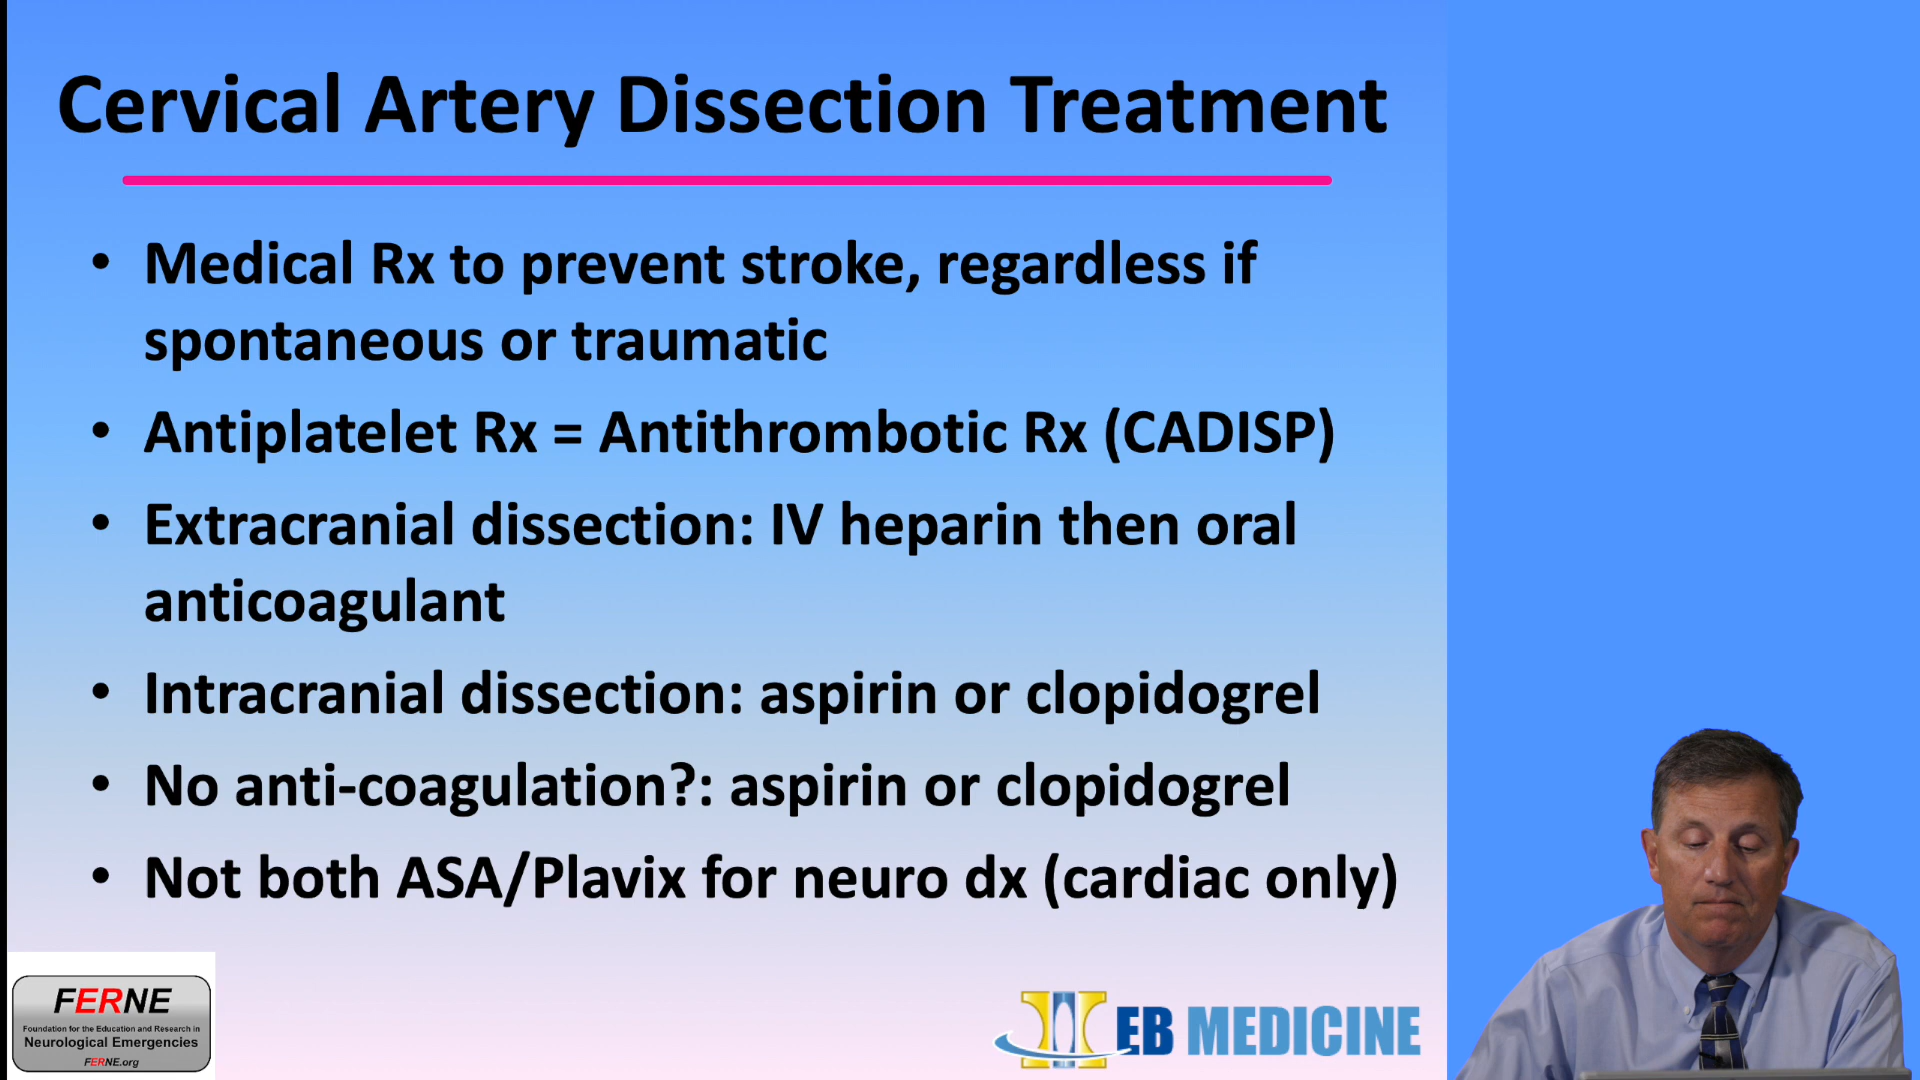 Cervical Artery Dissection Treatment
• Medical Rx to prevent stroke, regardless if
spontaneous or traumatic
• Antiplatelet Rx = Antithrombotic Rx (CADISP)
• Extracranial dissection: IV heparin then oral
anticoagulant
• Intracranial dissection: aspirin or clopidogrel
• No anti-coagulation?: aspirin or clopidogrel
• Not both ASA/Plavix for neuro dx (cardiac only)
FERNE
Foundation for the Education and Research in
Neurological Emergencies
FERNE.org
EB MEDICINE